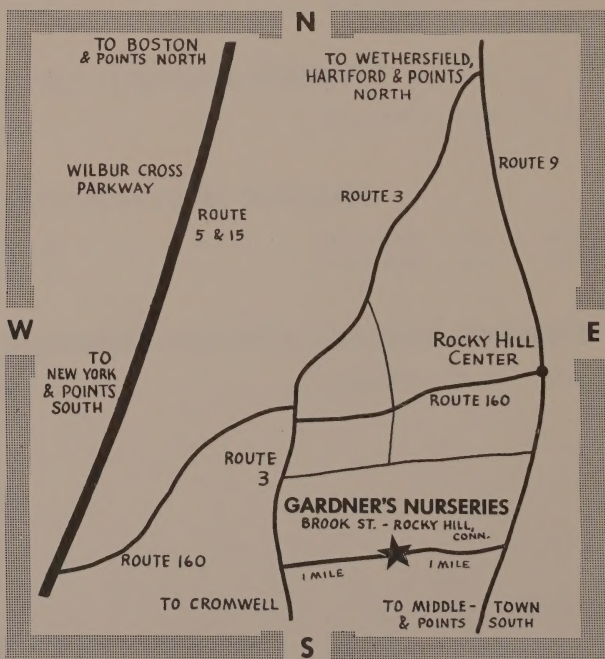 N
TO BOSTON
& POINTS NORTH
TO WETHERSFIELD,
HARTFORD & POINTS
NORTH
WILBUR CROSS
PARKWAY
ROUTE
5 & 15
ROUTE 3
ROUTE 9
W
E
TO
NEW YORK
& POINTS
SOUTH
ROCKY HILL
CENTER
ROUTE 160
ROUTE
3
GARDNER'S NURSERIES
BROOK ST. - ROCKY HILL,
CONN.
ROUTE 160
1 MILE
1 MILE
TO CROMWELL
TO MIDDLE- TOWN
& POINTS SOUTH
S